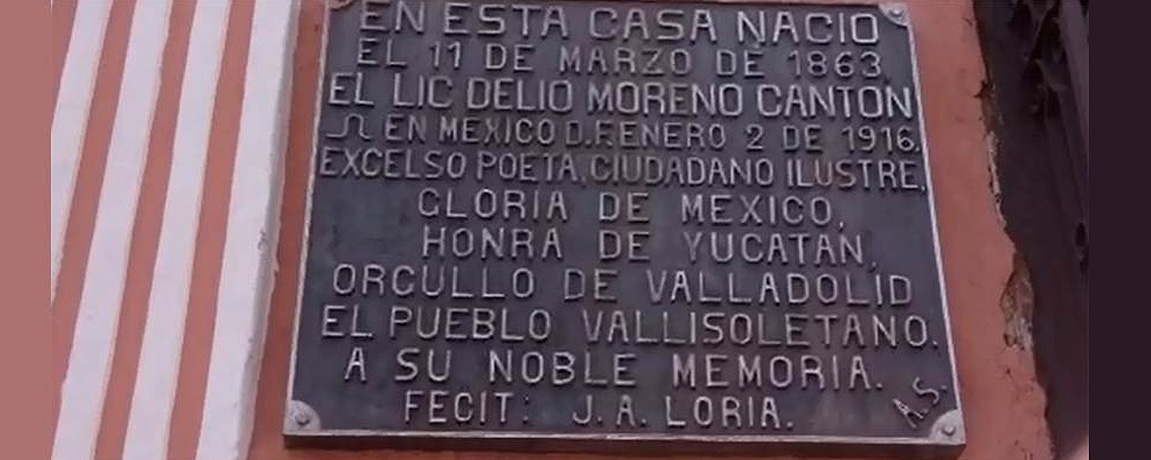 EN ESTA CASA NACIO
EL 11 DE MARZO DE 1863
EL LIC DELIO MORENO CANTON
Ω EN MEXICO D.F. ENERO 2 DE 1916.
EXCELSO POETA, CIUDADANO ILUSTRE,
GLORIA DE MEXICO,
HONRA DE YUCATAN,
ORGULLO DE VALLADOLID
EL PUEBLO VALLISOLETANO.
A SU NOBLE MEMORIA.
FECIT: J. A. LORIA.
A.S.